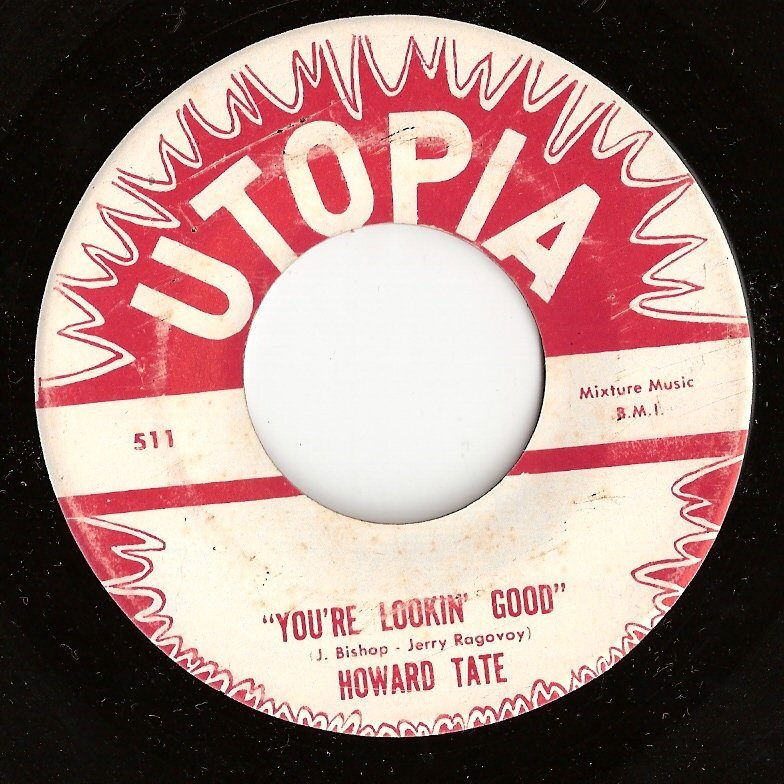 UTOPIA
Mixture Music
B.M.I.
511
"YOU'RE LOOKIN' GOOD"
(J. Bishop - Jerry Ragovoy)
HOWARD TATE